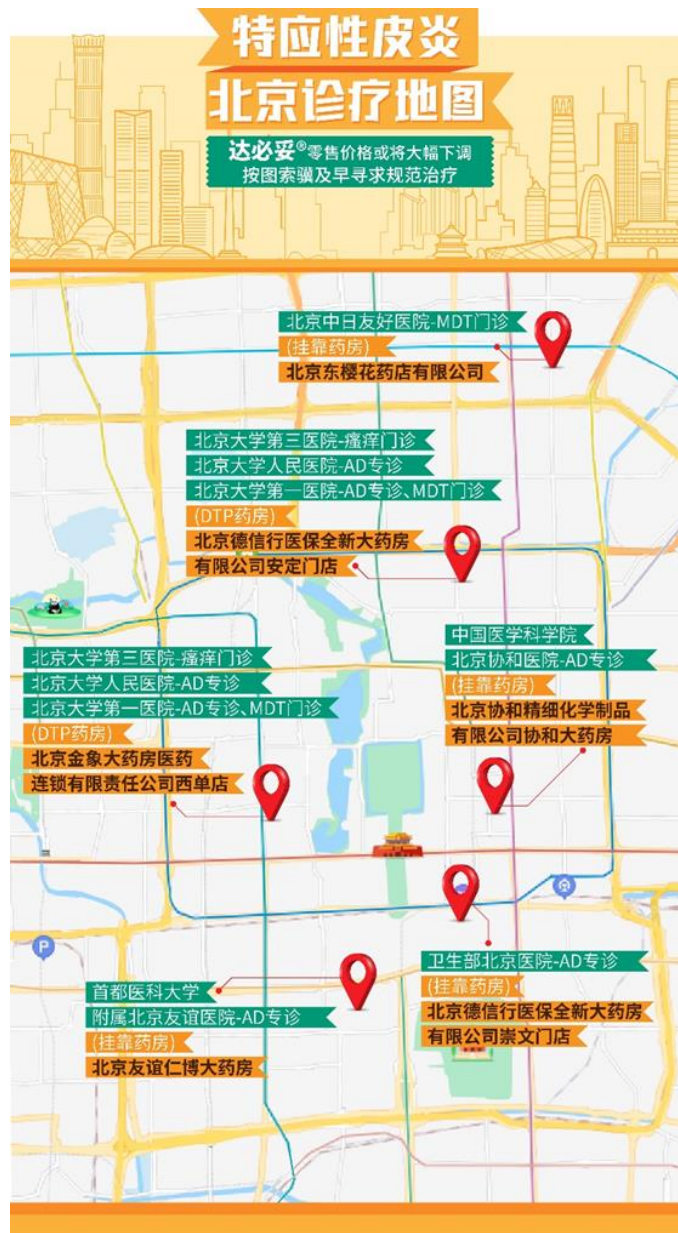 特应性皮炎
北京诊疗地图
达必妥®零售价格或将大幅下调
按图索骥及早寻求规范治疗
北京中日友好医院-MDT门诊
(挂靠药房)
北京东樱花药店有限公司
北京大学第三医院-瘙痒门诊
北京大学人民医院-AD专诊
北京大学第一医院-AD专诊、MDT门诊
(DTP药房)
北京德信行医保全新大药房
有限公司安定门店
中国医学科学院
北京协和医院-AD专诊
(挂靠药房)
北京协和精细化学制品
有限公司协和大药房
北京大学第三医院-瘙痒门诊
北京大学人民医院-AD专诊
北京大学第一医院-AD专诊、MDT门诊
(DTP药房)
北京金象大药房医药
连锁有限责任公司西单店
P
卫生部北京医院-AD专诊
(挂靠药房)
北京德信行医保全新大药房
有限公司崇文门店
首都医科大学
附属北京友谊医院-AD专诊
(挂靠药房)
北京友谊仁博大药房